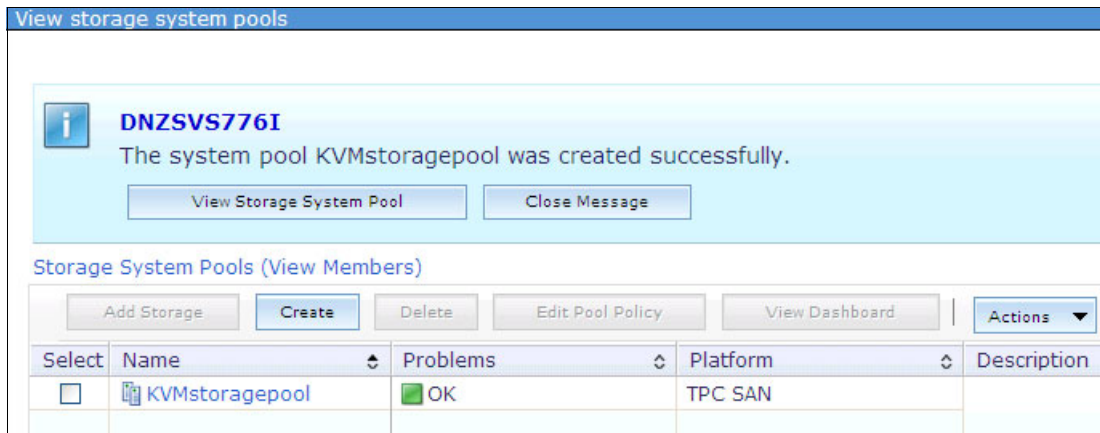 View storage system pools
i
DNZSVS776I
The system pool KVMstoragepool was created successfully.
View Storage System Pool Close Message
Storage System Pools (View Members)
Add Storage Create Delete Edit Pool Policy View Dashboard Actions
Select Name Problems Platform Description
KVMstoragepool OK TPC SAN